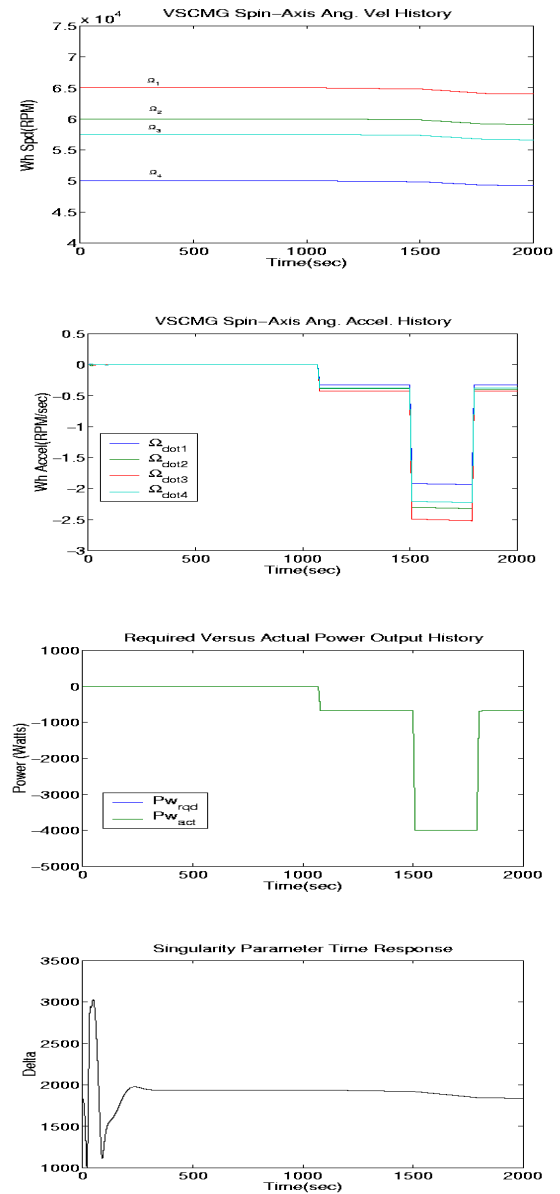 VSCMG Spin-Axis Ang. Vel History
x 10^4
7.5
7
6.5
6
5.5
5
4.5
4
Wh Spd(RPM)
Ω1
Ω2
Ω3
Ω4
0 500 1000 1500 2000
Time(sec)
VSCMG Spin-Axis Ang. Accel. History
0.5
0
-0.5
-1
-1.5
-2
-2.5
-3
Wh Accel(RPM/sec)
Ωdot1
Ωdot2
Ωdot3
Ωdot4
0 500 1000 1500 2000
Time(sec)
Required Versus Actual Power Output History
1000
0
-1000
-2000
-3000
-4000
-5000
Power (Watts)
Pw_rqd
Pw_act
0 500 1000 1500 2000
Time(sec)
Singularity Parameter Time Response
3500
3000
2500
2000
1500
1000
Delta
0 500 1000 1500 2000
Time(sec)